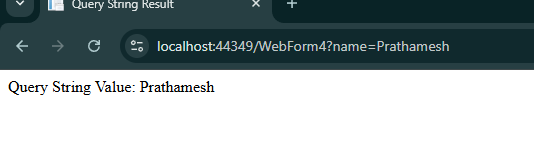 Query String Result
localhost:44349/WebForm4?name=Prathamesh
Query String Value: Prathamesh